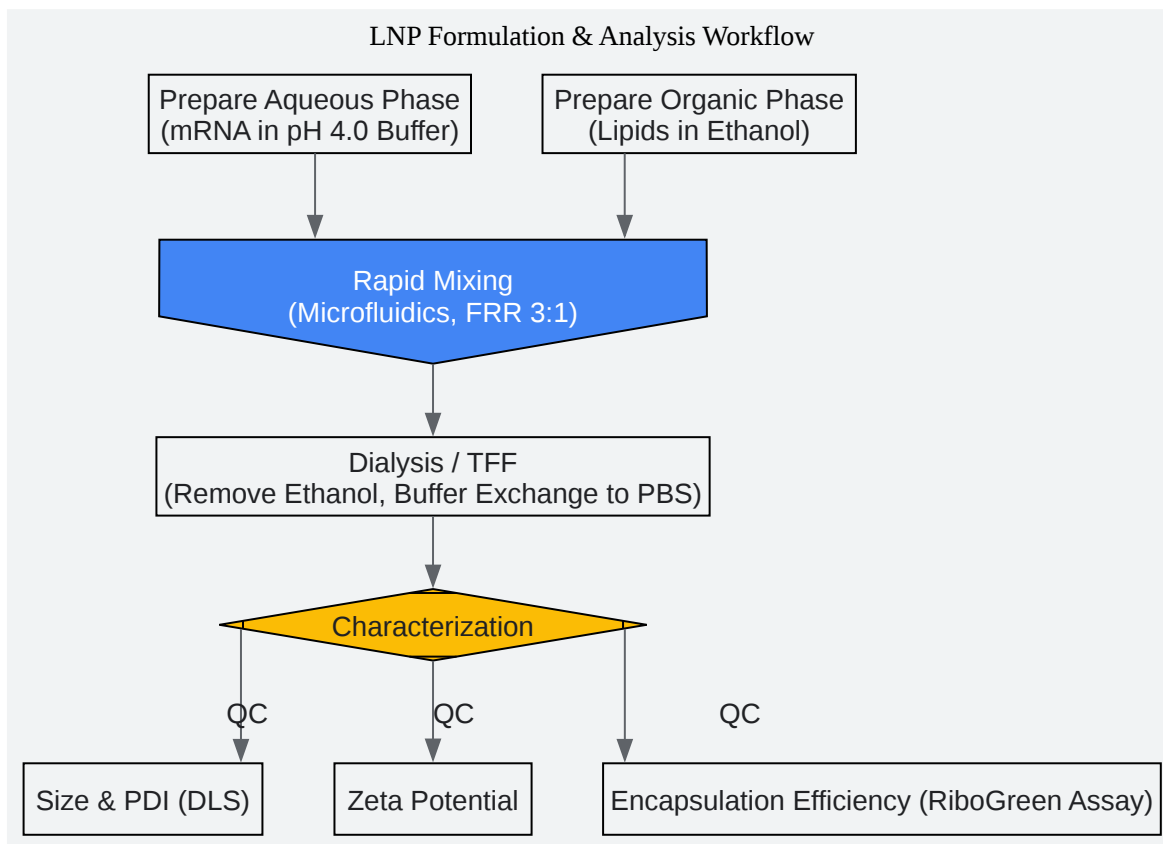 LNP Formulation & Analysis Workflow
Prepare Aqueous Phase
(mRNA in pH 4.0 Buffer)
Prepare Organic Phase
(Lipids in Ethanol)
Rapid Mixing
(Microfluidics, FRR 3:1)
Dialysis / TFF
(Remove Ethanol, Buffer Exchange to PBS)
Characterization
QC
QC
QC
Size & PDI (DLS)
Zeta Potential
Encapsulation Efficiency (RiboGreen Assay)